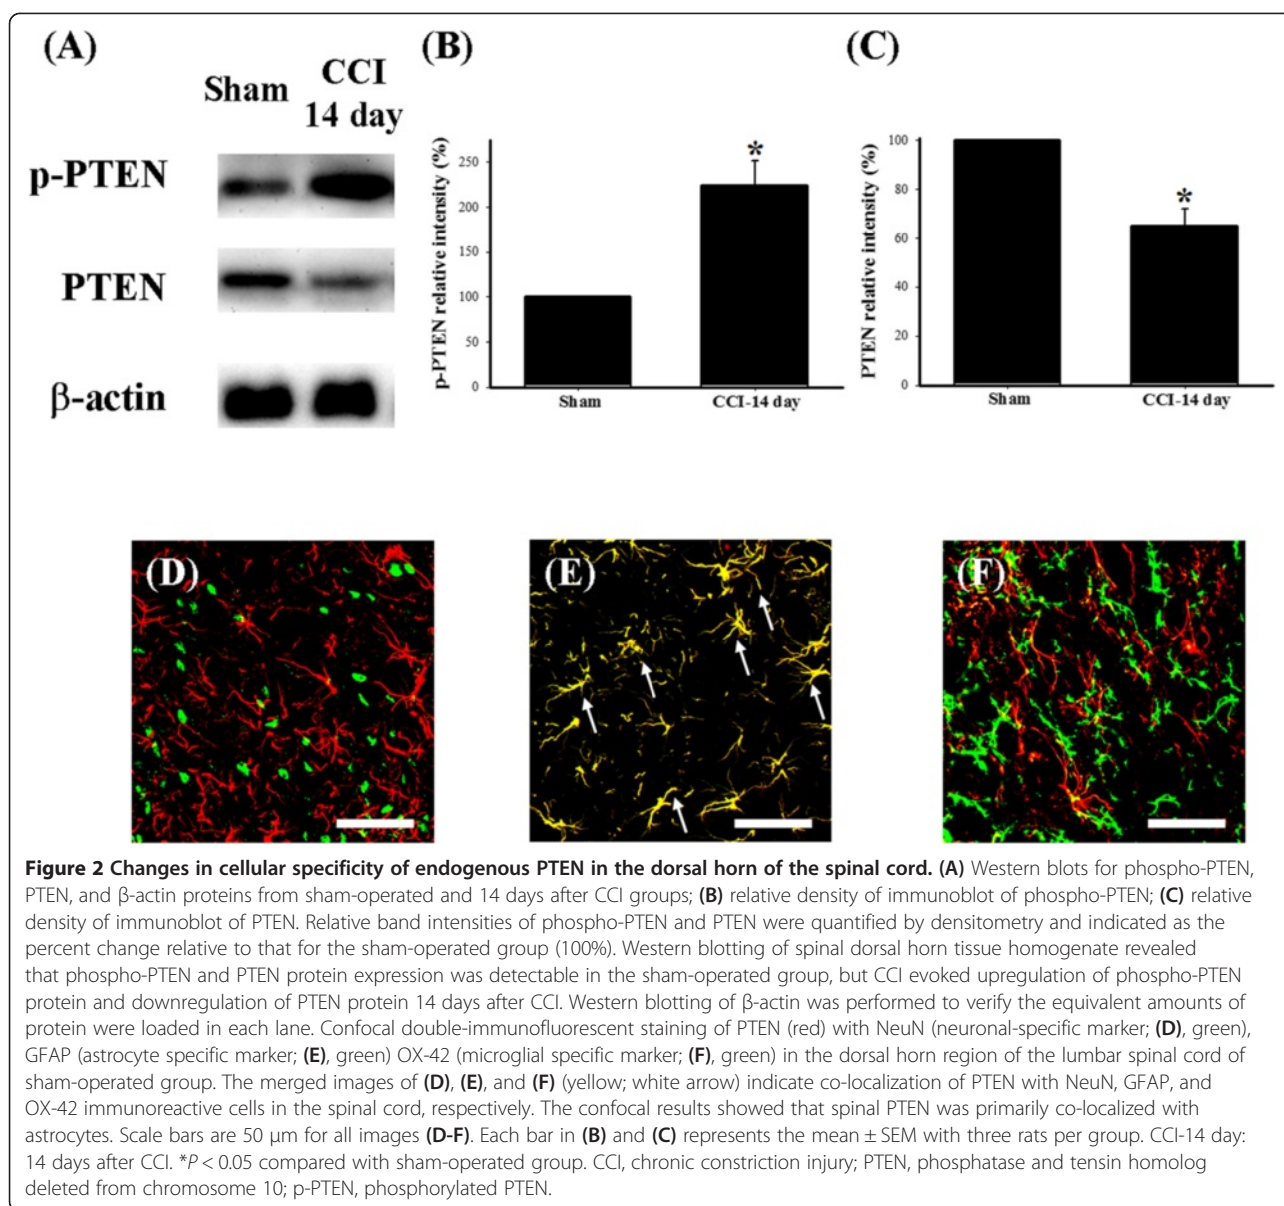 (A)
Sham
CCI
14 day
p-PTEN
PTEN
β-actin
(B)
p-PTEN relative intensity (%)
250
200
150
100
50
0
Sham
CCI-14 day
*
(C)
PTEN relative intensity (%)
100
80
60
40
20
0
Sham
CCI-14 day
*
(D)
(E)
(F)
Figure 2 Changes in cellular specificity of endogenous PTEN in the dorsal horn of the spinal cord. (A) Western blots for phospho-PTEN,
PTEN, and β-actin proteins from sham-operated and 14 days after CCI groups; (B) relative density of immunoblot of phospho-PTEN; (C) relative
density of immunoblot of PTEN. Relative band intensities of phospho-PTEN and PTEN were quantified by densitometry and indicated as the
percent change relative to that for the sham-operated group (100%). Western blotting of spinal dorsal horn tissue homogenate revealed
that phospho-PTEN and PTEN protein expression was detectable in the sham-operated group, but CCI evoked upregulation of phospho-PTEN
protein and downregulation of PTEN protein 14 days after CCI. Western blotting of β-actin was performed to verify the equivalent amounts of
protein were loaded in each lane. Confocal double-immunofluorescent staining of PTEN (red) with NeuN (neuronal-specific marker; (D), green),
GFAP (astrocyte specific marker; (E), green) OX-42 (microglial specific marker; (F), green) in the dorsal horn region of the lumbar spinal cord of
sham-operated group. The merged images of (D), (E), and (F) (yellow; white arrow) indicate co-localization of PTEN with NeuN, GFAP, and
OX-42 immunoreactive cells in the spinal cord, respectively. The confocal results showed that spinal PTEN was primarily co-localized with
astrocytes. Scale bars are 50 μm for all images (D-F). Each bar in (B) and (C) represents the mean ± SEM with three rats per group. CCI-14 day:
14 days after CCI. *P < 0.05 compared with sham-operated group. CCI, chronic constriction injury; PTEN, phosphatase and tensin homolog
deleted from chromosome 10; p-PTEN, phosphorylated PTEN.